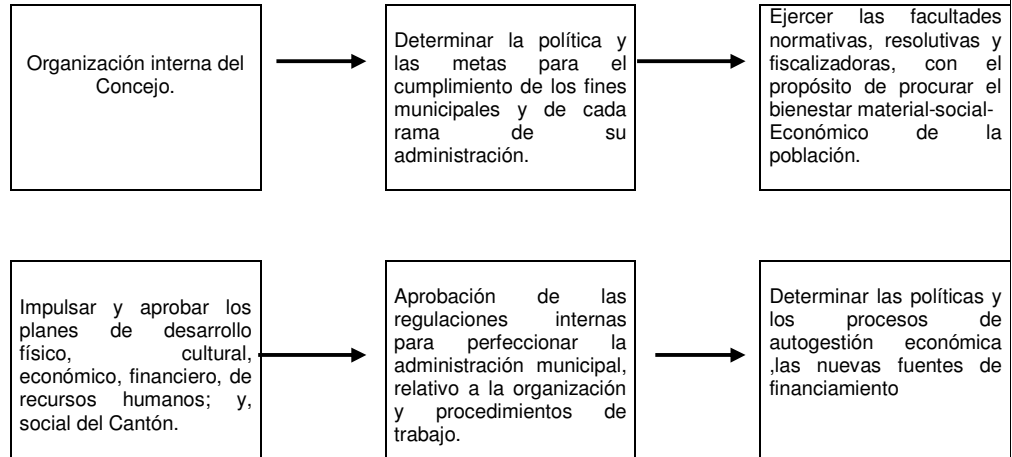 Organización interna del
Concejo.
Determinar la política y
las metas para el
cumplimiento de los fines
municipales y de cada
rama de su
administración.
Ejercer las facultades
normativas, resolutivas y
fiscalizadoras, con el
propósito de procurar el
bienestar material-social-
Económico de la
población.
Impulsar y aprobar los
planes de desarrollo
físico, cultural,
económico, financiero, de
recursos humanos; y,
social del Cantón.
Aprobación de las
regulaciones internas
para perfeccionar la
administración municipal,
relativo a la organización
y procedimientos de
trabajo.
Determinar las políticas y
los procesos de
autogestión económica
,las nuevas fuentes de
financiamiento